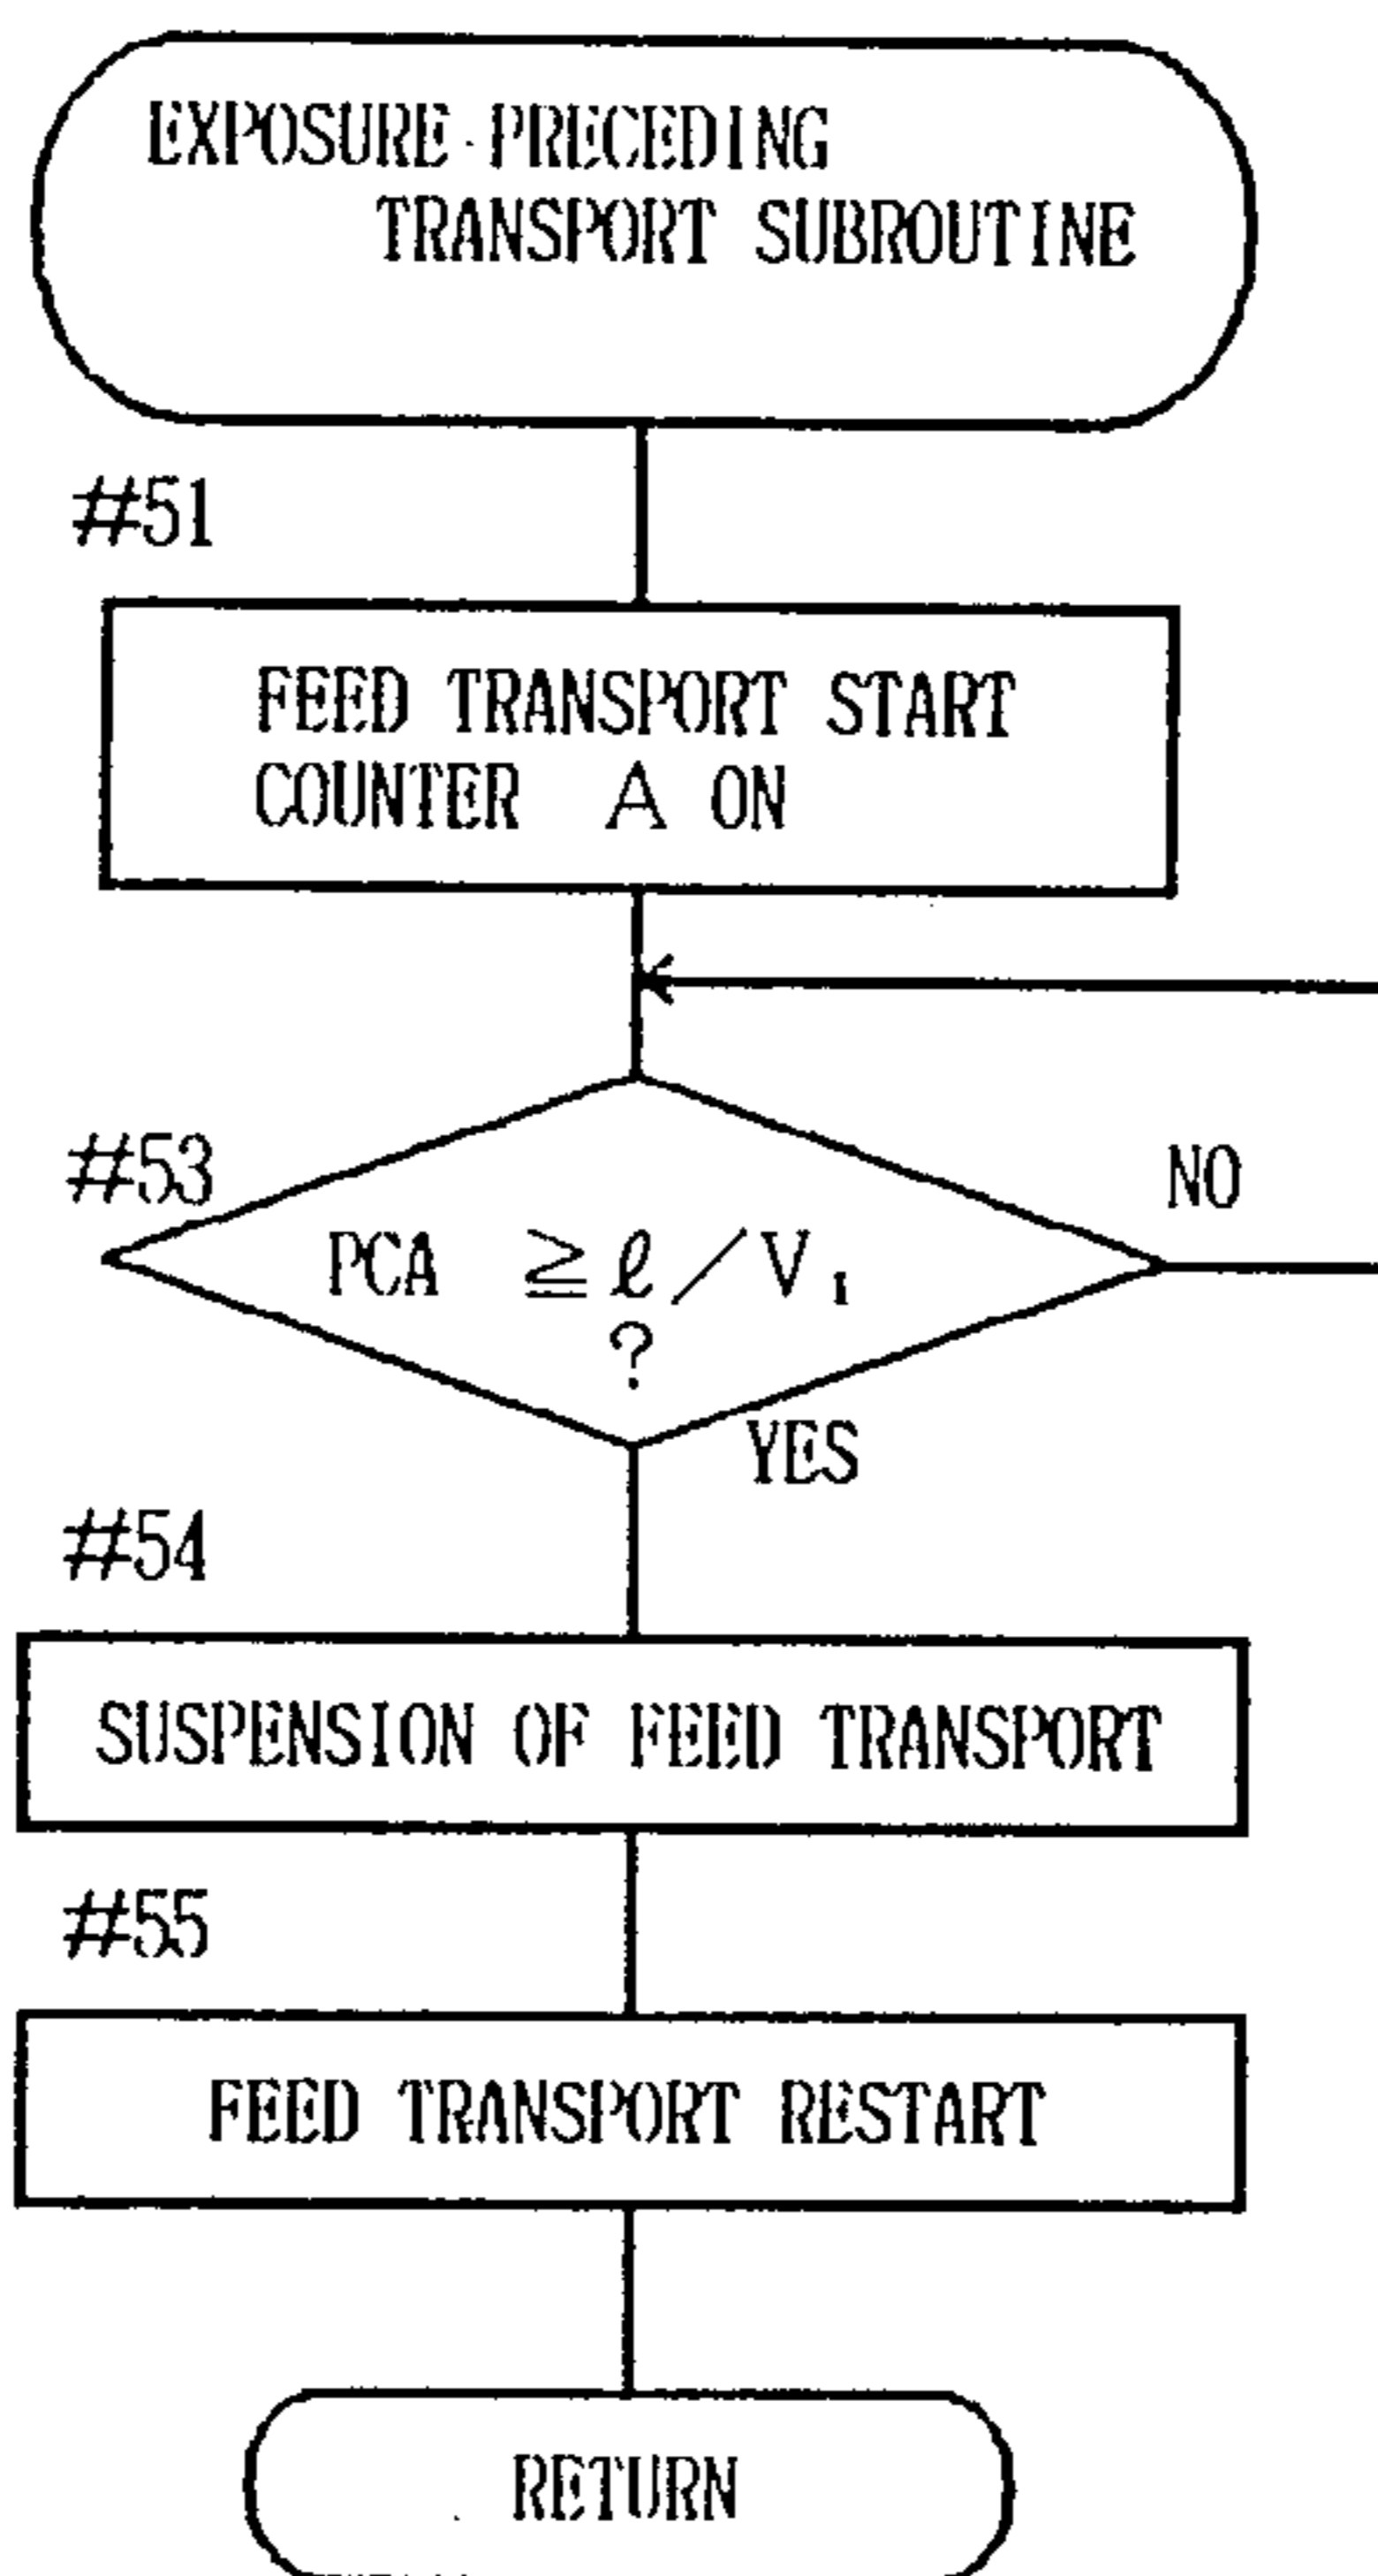 EXPOSURE PRECEDING
TRANSPORT SUBROUTINE
#51
FEED TRANSPORT START
COUNTER A ON
#53
NO
PCA ≧ ℓ／V₁
?
YES
#54
SUSPENSION OF FEED TRANSPORT
#55
FEED TRANSPORT RESTART
RETURN